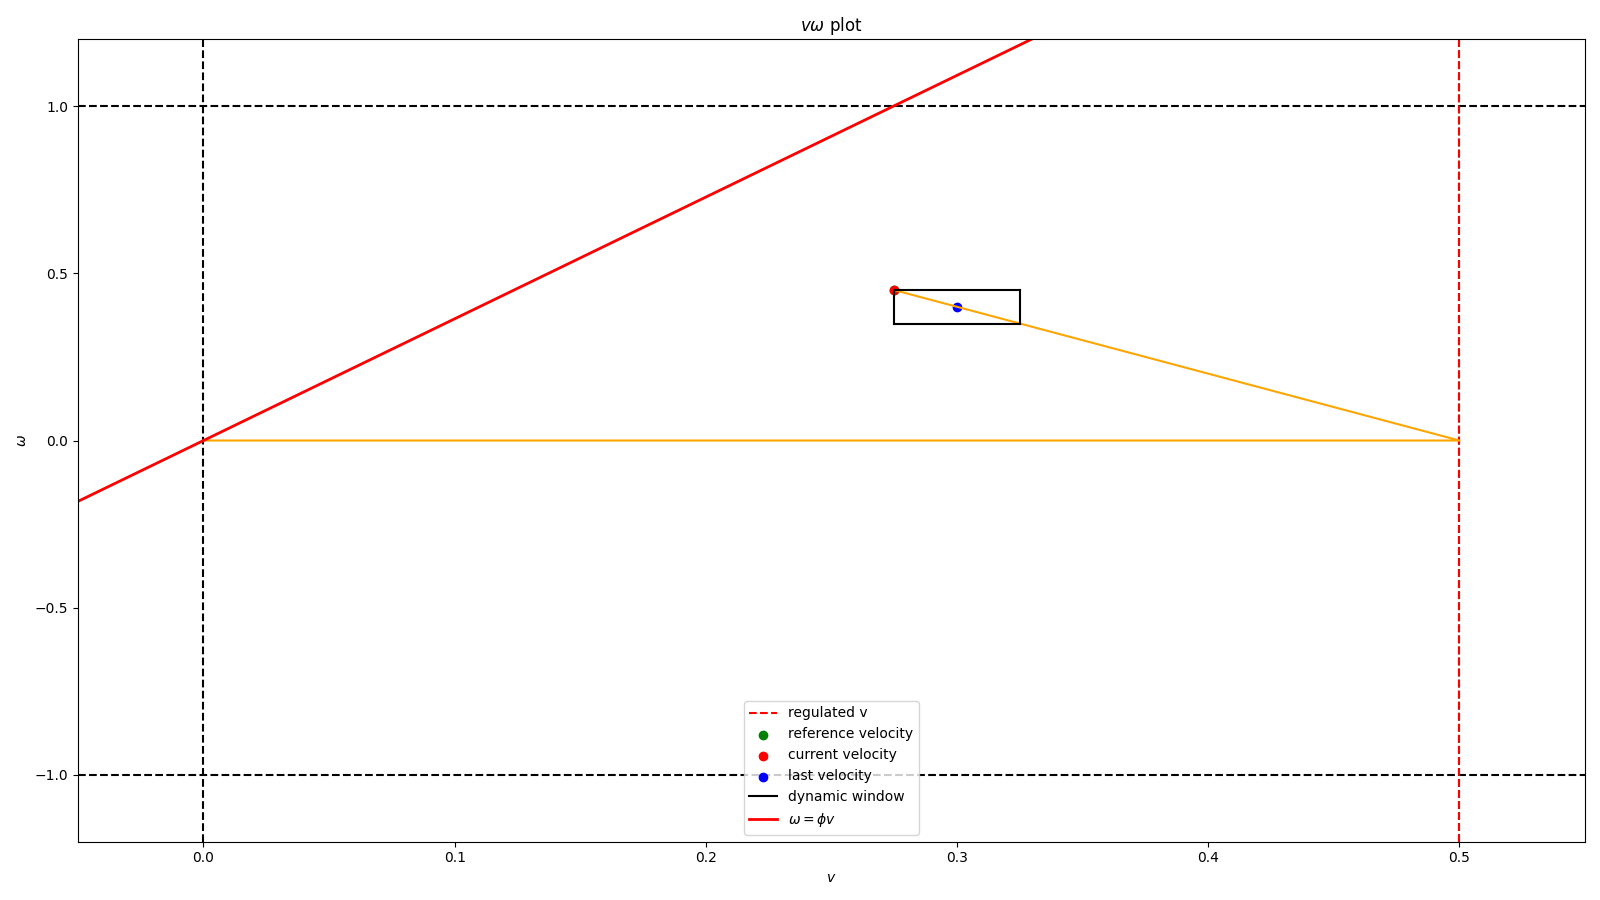 vω plot
ω
1.0
0.5
0.0
−0.5
−1.0
regulated v
reference velocity
current velocity
last velocity
dynamic window
ω = ϕv
0.0 0.1 0.2 0.3 0.4 0.5
v